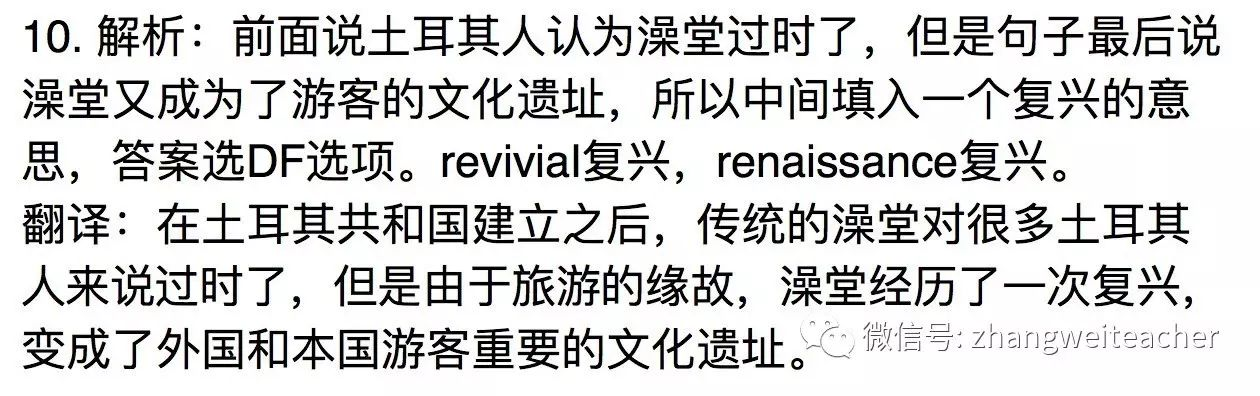 10. 解析：前面说土耳其人认为澡堂过时了，但是句子最后说
澡堂又成为了游客的文化遗址，所以中间填入一个复兴的意
思，答案选DF选项。revivial复兴，renaissance复兴。
翻译：在土耳其共和国建立之后，传统的澡堂对很多土耳其
人来说过时了，但是由于旅游的缘故，澡堂经历了一次复兴，
变成了外国和本国游客重要的文化遗址。
微信号: zhangweiteacher